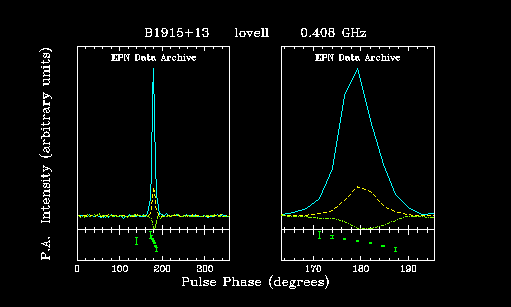 B1915+13 lovell 0.408 GHz
EPN Data Archive EPN Data Archive
P.A. Intensity (arbitrary units)
0 100 200 300 170 180 190
Pulse Phase (degrees)